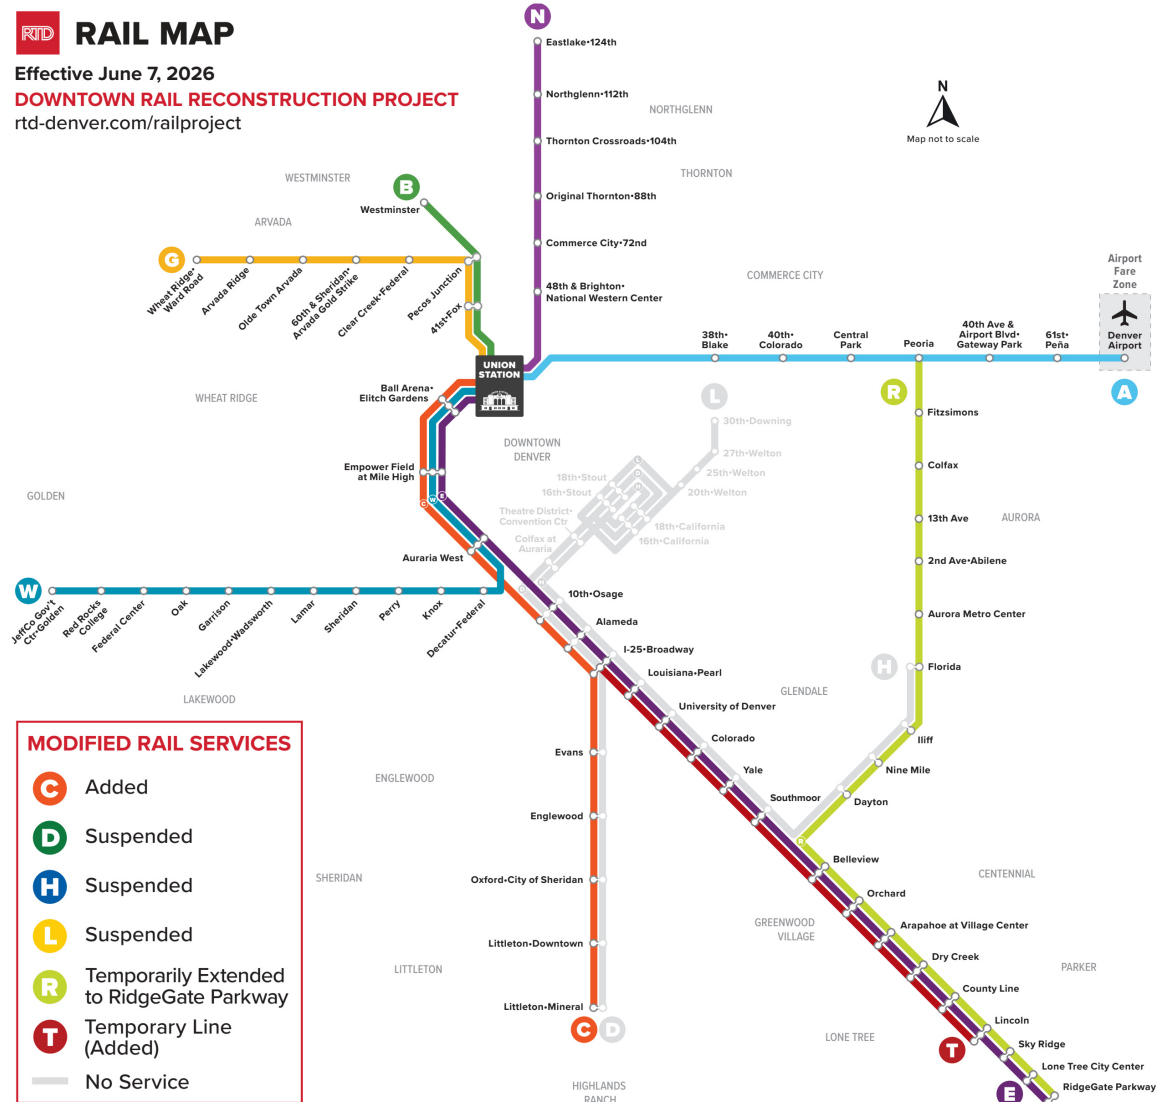 RTD
RAIL MAP
Effective June 7, 2026
DOWNTOWN RAIL RECONSTRUCTION PROJECT
rtd-denver.com/railproject
N
Eastlake•124th
Northglenn•112th
Thornton Crossroads•104th
Original Thornton•88th
Commerce City•72nd
48th & Brighton•
National Western Center
NORTHGLENN
THORNTON
COMMERCE CITY
N
Map not to scale
WESTMINSTER
B
Westminster
ARVADA
G
Wheat Ridge•
Ward Road
Arvada Ridge
Olde Town Arvada
60th & Sheridan•
Arvada Gold Strike
Clear Creek•Federal
Pecos Junction
41st•Fox
UNION
STATION
Airport
Fare
Zone
38th•
Blake
40th•
Colorado
Central
Park
Peoria
40th Ave &
Airport Blvd•
Gateway Park
61st•
Peña
Denver
Airport
A
R
Fitzsimons
Colfax
13th Ave
2nd Ave•Abilene
Aurora Metro Center
H
Florida
Iliff
Nine Mile
Dayton
AURORA
WHEAT RIDGE
Ball Arena•
Elitch Gardens
Empower Field
at Mile High
C
W
E
Auraria West
GOLDEN
DOWNTOWN
DENVER
L
30th•Downing
27th•Welton
25th•Welton
20th•Welton
L
D
H
18th•Stout
16th•Stout
Theatre District•
Convention Ctr
Colfax at
Auraria
18th•California
16th•California
D
H
W
JeffCo Gov't
Ctr•Golden
Red Rocks
College
Federal Center
Oak
Garrison
Lakewood•Wadsworth
Lamar
Sheridan
Perry
Knox
Decatur•Federal
LAKEWOOD
10th•Osage
Alameda
I-25•Broadway
Louisiana•Pearl
University of Denver
Colorado
Yale
Southmoor
GLENDALE
R
Belleview
Orchard
Arapahoe at Village Center
Dry Creek
County Line
Lincoln
Sky Ridge
Lone Tree City Center
RidgeGate Parkway
T
E
Evans
Englewood
Oxford•City of Sheridan
Littleton•Downtown
Littleton•Mineral
C
D
ENGLEWOOD
SHERIDAN
LITTLETON
GREENWOOD
VILLAGE
CENTENNIAL
PARKER
LONE TREE
HIGHLANDS
RANCH
MODIFIED RAIL SERVICES
C Added
D Suspended
H Suspended
L Suspended
R Temporarily Extended
to RidgeGate Parkway
T Temporary Line
(Added)
No Service